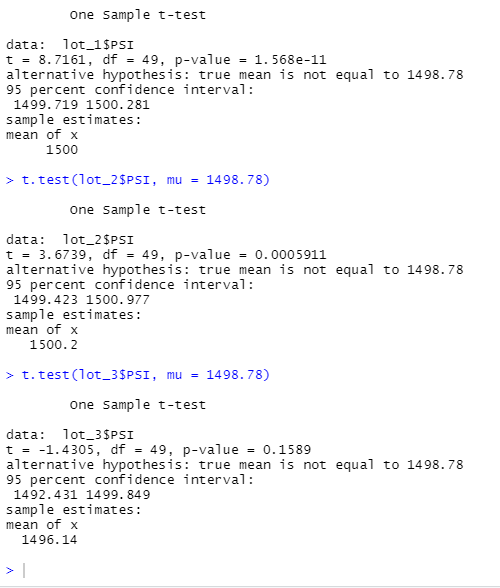 One Sample t-test
data:  lot_1$PSI
t = 8.7161, df = 49, p-value = 1.568e-11
alternative hypothesis: true mean is not equal to 1498.78
95 percent confidence interval:
 1499.719 1500.281
sample estimates:
mean of x
     1500
> t.test(lot_2$PSI, mu = 1498.78)
One Sample t-test
data:  lot_2$PSI
t = 3.6739, df = 49, p-value = 0.0005911
alternative hypothesis: true mean is not equal to 1498.78
95 percent confidence interval:
 1499.423 1500.977
sample estimates:
mean of x
   1500.2
> t.test(lot_3$PSI, mu = 1498.78)
One Sample t-test
data:  lot_3$PSI
t = -1.4305, df = 49, p-value = 0.1589
alternative hypothesis: true mean is not equal to 1498.78
95 percent confidence interval:
 1492.431 1499.849
sample estimates:
mean of x
  1496.14
>